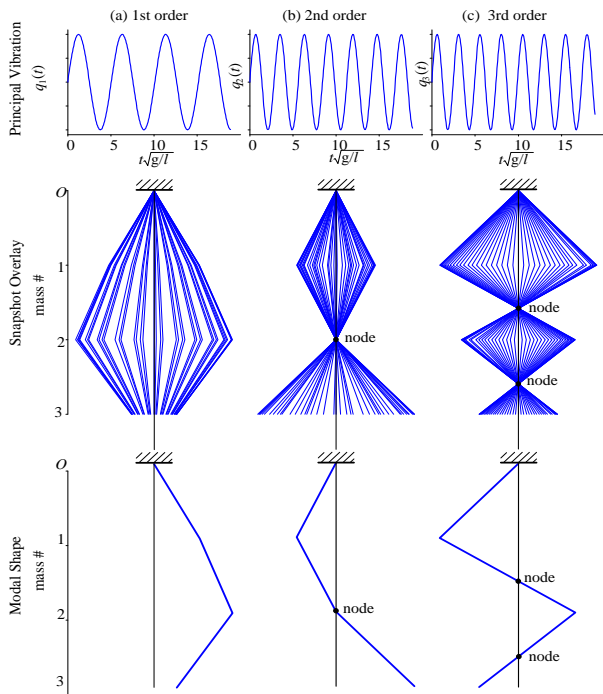 (a) 1st order
(b) 2nd order
(c) 3rd order
Principal Vibration
q₁(t)
q₂(t)
q₃(t)
0 5 10 15
0 5 10 15
0 5 10 15
t√g/l
t√g/l
t√g/l
Snapshot Overlay
mass #
O
1
2
3
node
node
node
Modal Shape
mass #
O
1
2
3
node
node
node